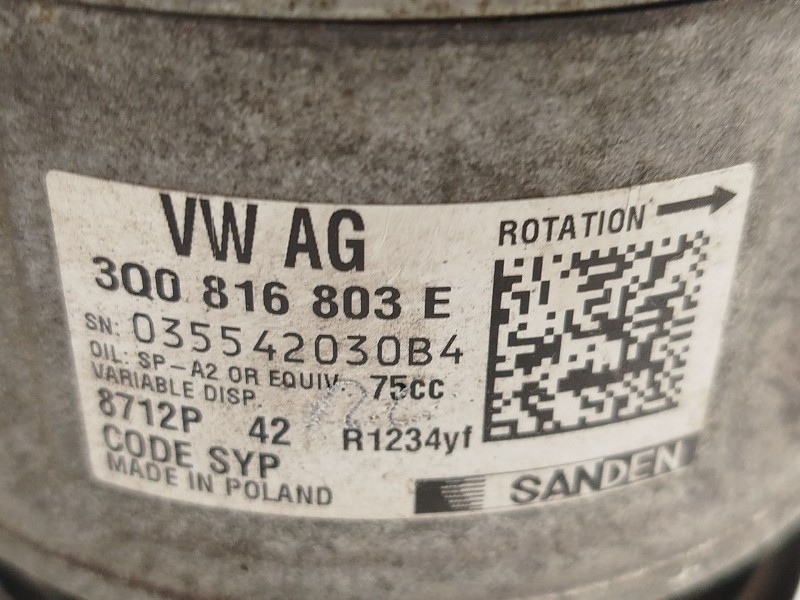 VW AG
ROTATION
3Q0 816 803 E
SN: 035542030B4
OIL: SP-A2 OR EQUIV. 75cc
VARIABLE DISP.
8712P 42 R1234yf
CODE SYP
MADE IN POLAND
SANDEN